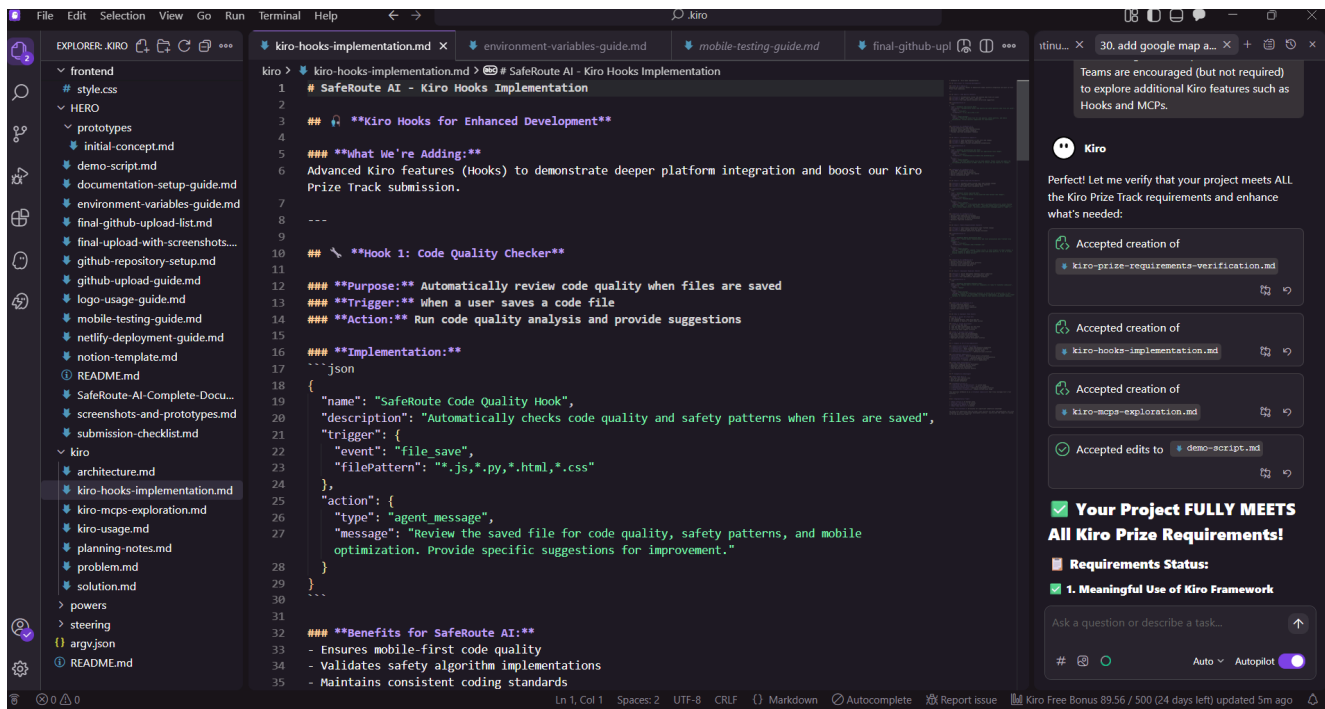 File Edit Selection View Go Run Terminal Help
.kiro
EXPLORER: .KIRO
2
frontend
# style.css
HERO
prototypes
initial-concept.md
demo-script.md
documentation-setup-guide.md
environment-variables-guide.md
final-github-upload-list.md
final-upload-with-screenshots....
github-repository-setup.md
github-upload-guide.md
logo-usage-guide.md
mobile-testing-guide.md
netlify-deployment-guide.md
notion-template.md
README.md
SafeRoute-AI-Complete-Docu...
screenshots-and-prototypes.md
submission-checklist.md
kiro
architecture.md
kiro-hooks-implementation.md
kiro-mcps-exploration.md
kiro-usage.md
planning-notes.md
problem.md
solution.md
powers
steering
{} argv.json
README.md
kiro-hooks-implementation.md
environment-variables-guide.md
mobile-testing-guide.md
final-github-upl
kiro > kiro-hooks-implementation.md > abc # SafeRoute AI - Kiro Hooks Implementation
1 # SafeRoute AI - Kiro Hooks Implementation
2
3 ## 🎣 **Kiro Hooks for Enhanced Development**
4
5 ### **What We're Adding:**
6 Advanced Kiro features (Hooks) to demonstrate deeper platform integration and boost our Kiro
Prize Track submission.
7
8 ---
9
10 ## 🔧 **Hook 1: Code Quality Checker**
11
12 ### **Purpose:** Automatically review code quality when files are saved
13 ### **Trigger:** When a user saves a code file
14 ### **Action:** Run code quality analysis and provide suggestions
15
16 ### **Implementation:**
17 ```json
18 {
19 "name": "SafeRoute Code Quality Hook",
20 "description": "Automatically checks code quality and safety patterns when files are saved",
21 "trigger": {
22 "event": "file_save",
23 "filePattern": "*.js,*.py,*.html,*.css"
24 },
25 "action": {
26 "type": "agent_message",
27 "message": "Review the saved file for code quality, safety patterns, and mobile
optimization. Provide specific suggestions for improvement."
28 }
29 }
30 ```
31
32 ### **Benefits for SafeRoute AI:**
33 - Ensures mobile-first code quality
34 - Validates safety algorithm implementations
35 - Maintains consistent coding standards
ntinu...
30. add google map a...
Teams are encouraged (but not required)
to explore additional Kiro features such as
Hooks and MCPs.
Kiro
Perfect! Let me verify that your project meets ALL
the Kiro Prize Track requirements and enhance
what's needed:
Accepted creation of
kiro-prize-requirements-verification.md
Accepted creation of
kiro-hooks-implementation.md
Accepted creation of
kiro-mcps-exploration.md
Accepted edits to demo-script.md
✅ Your Project FULLY MEETS
All Kiro Prize Requirements!
📋 Requirements Status:
✅ 1. Meaningful Use of Kiro Framework
Ask a question or describe a task...
# Auto Autopilot
0 0
Ln 1, Col 1 Spaces: 2 UTF-8 CRLF {} Markdown Autocomplete Report issue Kiro Free Bonus 89.56 / 500 (24 days left) updated 5m ago